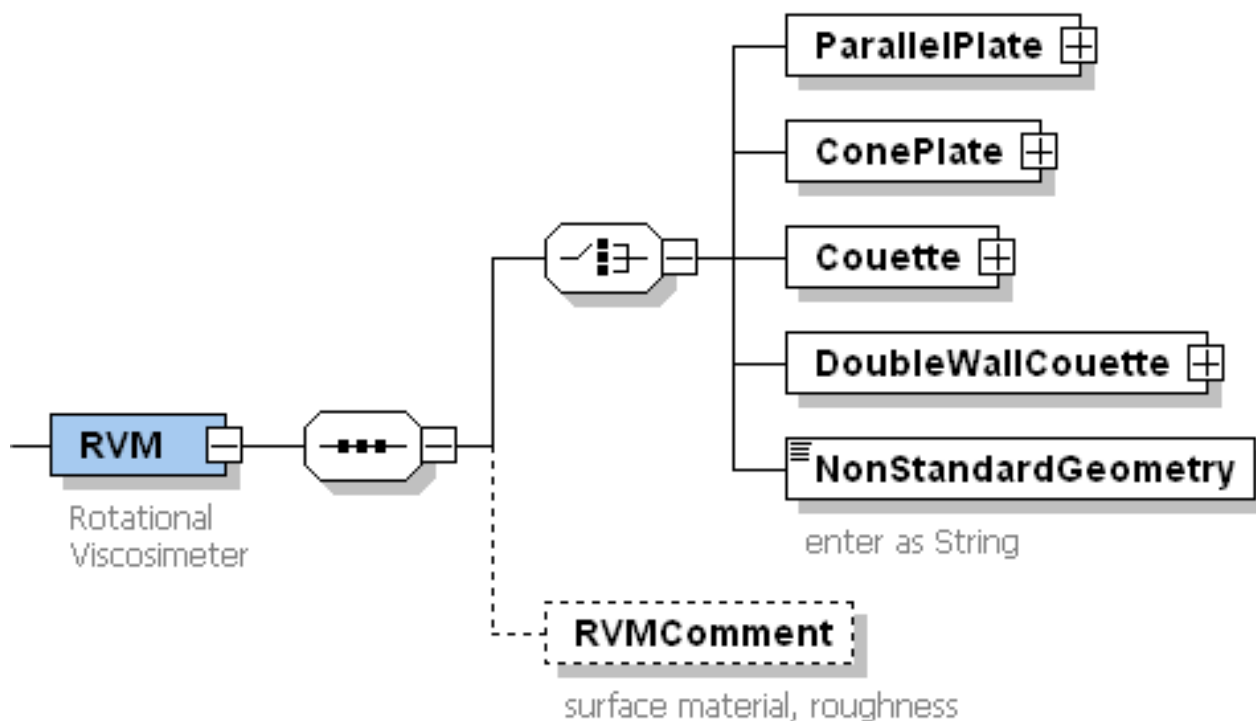 ParallelPlate
ConePlate
Couette
DoubleWallCouette
RVM
NonStandardGeometry
Rotational
Viscosimeter
enter as String
RVMComment
surface material, roughness